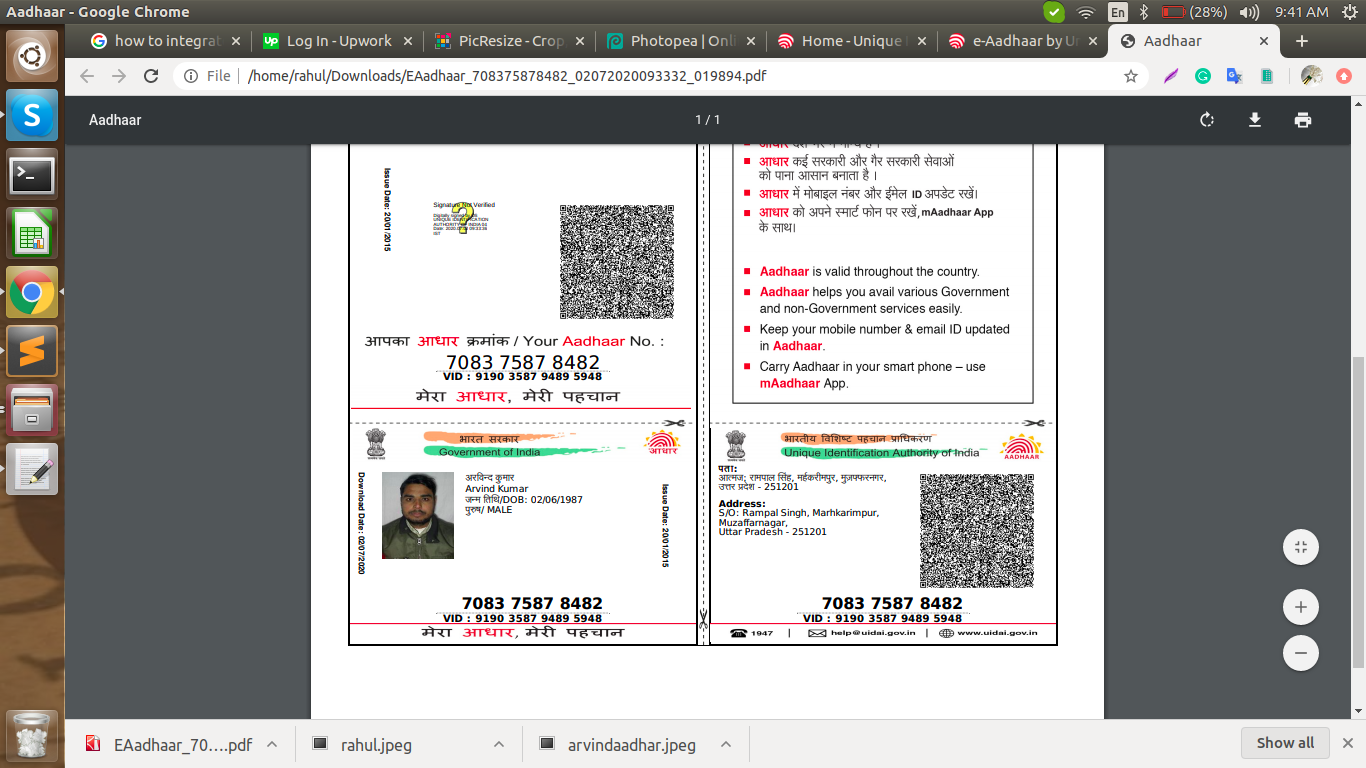 Aadhaar - Google Chrome
En (28%) 9:41 AM
how to integrat
Log In - Upwork
PicResize - Crop,
Photopea | Onli
Home - Unique
e-Aadhaar by U
Aadhaar
File /home/rahul/Downloads/EAadhaar_708375878482_02072020093332_019894.pdf
Aadhaar
1 / 1
Issue Date: 20/01/2015
Signature Not Verified
आधार देश भर में मान्य है।
आधार कई सरकारी और गैर सरकारी सेवाओं
को पाना आसान बनाता है ।
आधार में मोबाइल नंबर और ईमेल ID अपडेट रखें।
आधार को अपने स्मार्ट फोन पर रखें, mAadhaar App
के साथ।
Aadhaar is valid throughout the country.
Aadhaar helps you avail various Government
and non-Government services easily.
Keep your mobile number & email ID updated
in Aadhaar.
Carry Aadhaar in your smart phone – use
mAadhaar App.
आपका आधार क्रमांक / Your Aadhaar No. :
7083 7587 8482
VID : 9190 3587 9489 5948
मेरा आधार, मेरी पहचान
भारत सरकार
Government of India
आधार
Download Date: 02/07/2020
अरविन्द कुमार
Arvind Kumar
जन्म तिथि/DOB: 02/06/1987
पुरुष/ MALE
Issue Date: 20/01/2015
7083 7587 8482
VID : 9190 3587 9489 5948
मेरा आधार, मेरी पहचान
भारतीय विशिष्ट पहचान प्राधिकरण
Unique Identification Authority of India
AADHAAR
पता:
आत्मज: रामपाल सिंह, मर्हकरीमपुर, मुज़फ्फरनगर,
उत्तर प्रदेश - 251201
Address:
S/O: Rampal Singh, Marhkarimpur,
Muzaffarnagar,
Uttar Pradesh - 251201
7083 7587 8482
VID : 9190 3587 9489 5948
1947 | help@uidai.gov.in | www.uidai.gov.in
EAadhaar_70....pdf
rahul.jpeg
arvindaadhar.jpeg
Show all